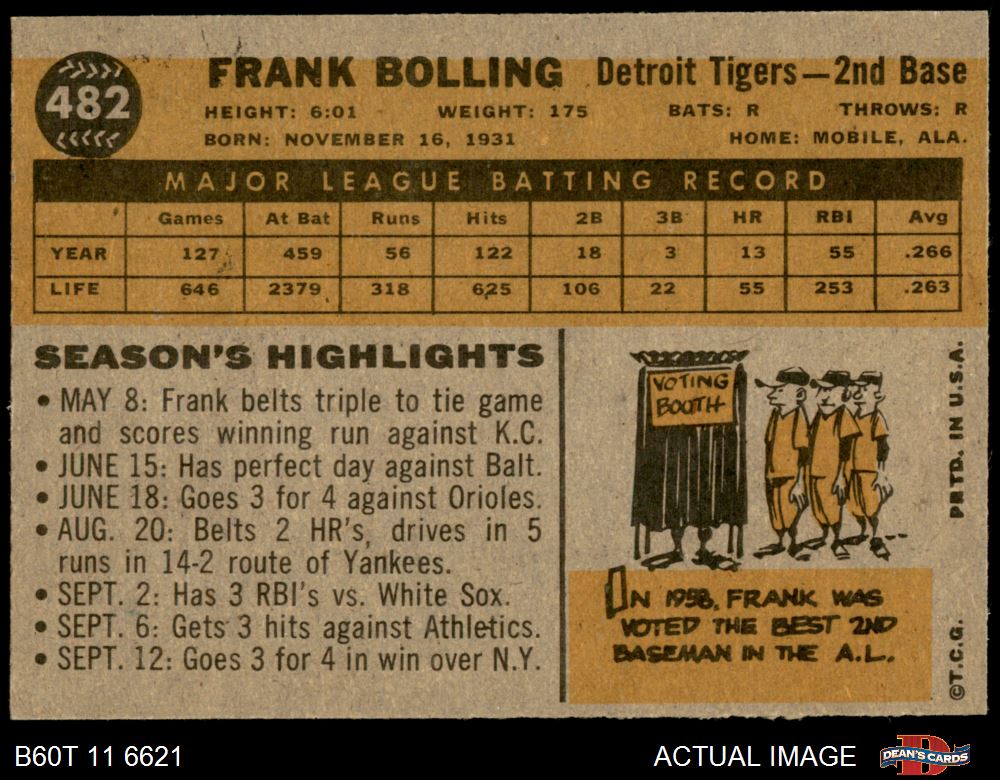 482
FRANK BOLLING Detroit Tigers—2nd Base
HEIGHT: 6:01 WEIGHT: 175 BATS: R THROWS: R
BORN: NOVEMBER 16, 1931 HOME: MOBILE, ALA.
MAJOR LEAGUE BATTING RECORD
Games At Bat Runs Hits 2B 3B HR RBI Avg
YEAR 127 459 56 122 18 3 13 55 .266
LIFE 646 2379 318 625 106 22 55 253 .263
SEASON'S HIGHLIGHTS
• MAY 8: Frank belts triple to tie game
and scores winning run against K.C.
• JUNE 15: Has perfect day against Balt.
• JUNE 18: Goes 3 for 4 against Orioles.
• AUG. 20: Belts 2 HR's, drives in 5
runs in 14-2 route of Yankees.
• SEPT. 2: Has 3 RBI's vs. White Sox.
• SEPT. 6: Gets 3 hits against Athletics.
• SEPT. 12: Goes 3 for 4 in win over N.Y.
VOTING
BOOTH
IN 1958, FRANK WAS
VOTED THE BEST 2ND
BASEMAN IN THE A.L.
©T.C.G. PRTD. IN U.S.A.
B60T 11 6621
ACTUAL IMAGE
DEAN'S CARDS